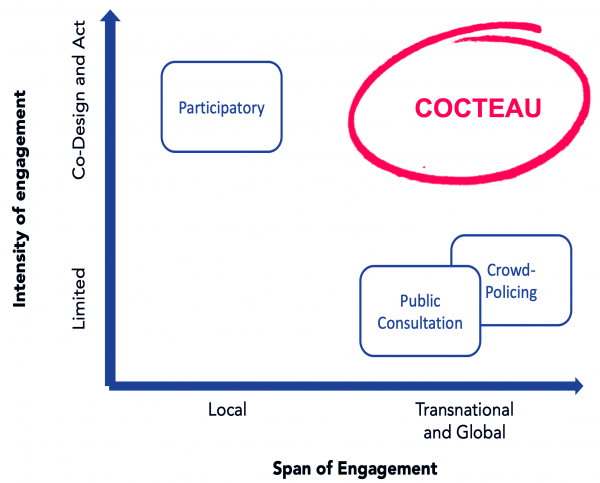 Intensity of engagement
Co-Design and Act
Limited
Participatory
COCTEAU
Crowd-
Policing
Public
Consultation
Local
Transnational
and Global
Span of Engagement